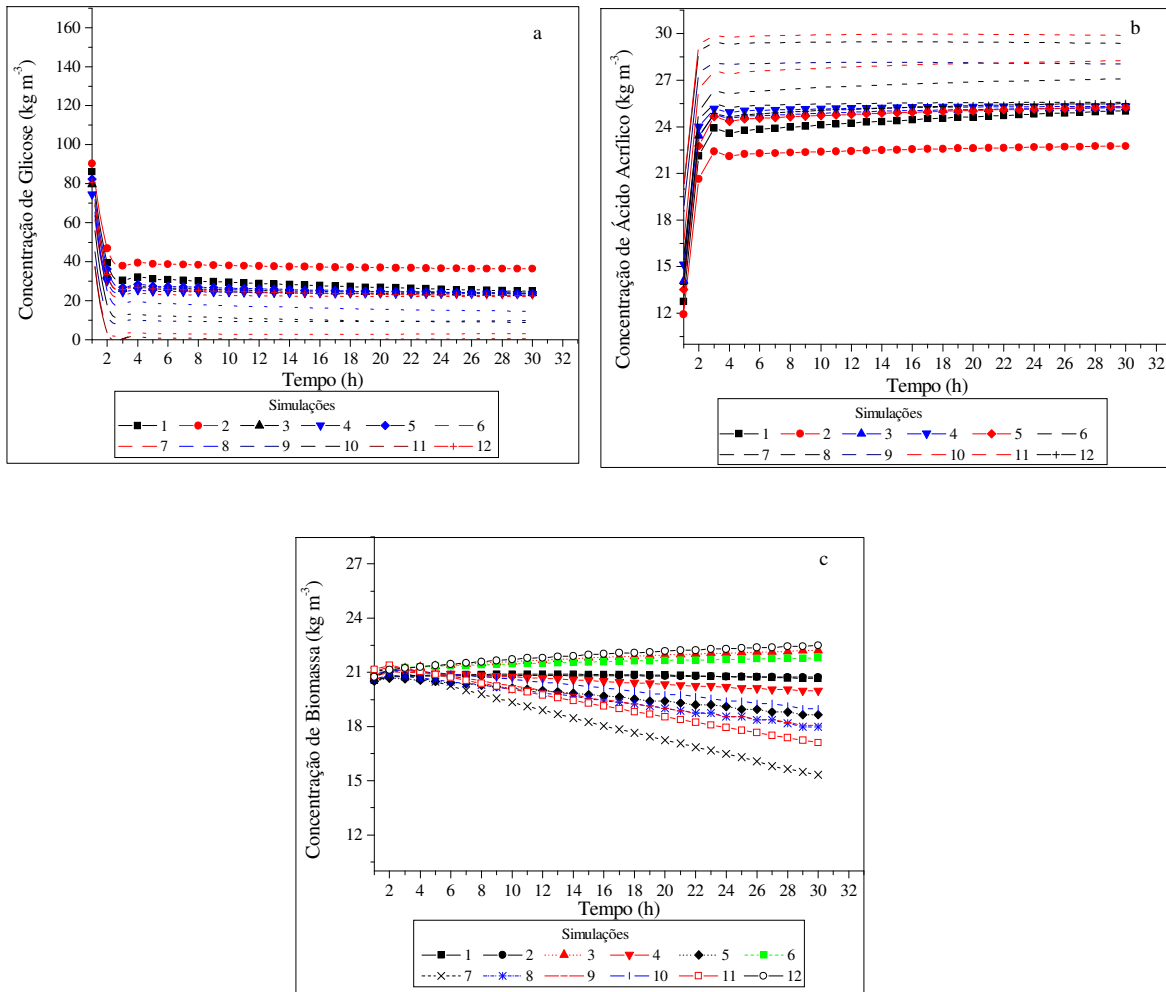 a
Concentração de Glicose (kg m⁻³)
160
140
120
100
80
60
40
20
0
2 4 6 8 10 12 14 16 18 20 22 24 26 28 30 32
Tempo (h)
Simulações
1 2 3 4 5 6
7 8 9 10 11 12
b
Concentração de Ácido Acrílico (kg m⁻³)
30
27
24
21
18
15
12
2 4 6 8 10 12 14 16 18 20 22 24 26 28 30 32
Tempo (h)
Simulações
1 2 3 4 5 6
7 8 9 10 11 12
c
Concentração de Biomassa (kg m⁻³)
27
24
21
18
15
12
2 4 6 8 10 12 14 16 18 20 22 24 26 28 30 32
Tempo (h)
Simulações
1 2 3 4 5 6
7 8 9 10 11 12